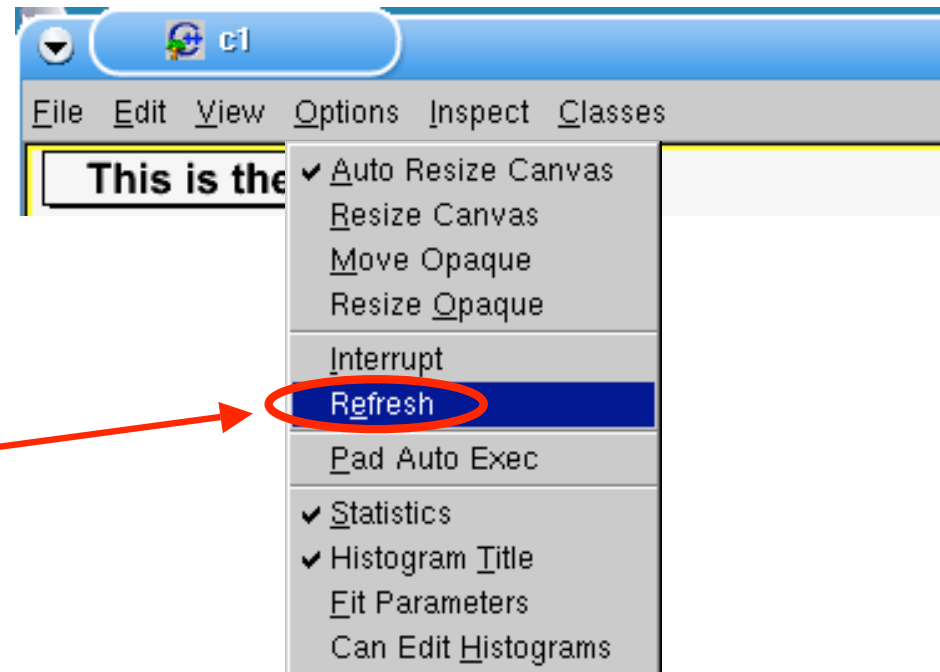 c1
File Edit View Options Inspect Classes
This is the
Auto Resize Canvas
Resize Canvas
Move Opaque
Resize Opaque
Interrupt
Refresh
Pad Auto Exec
Statistics
Histogram Title
Fit Parameters
Can Edit Histograms